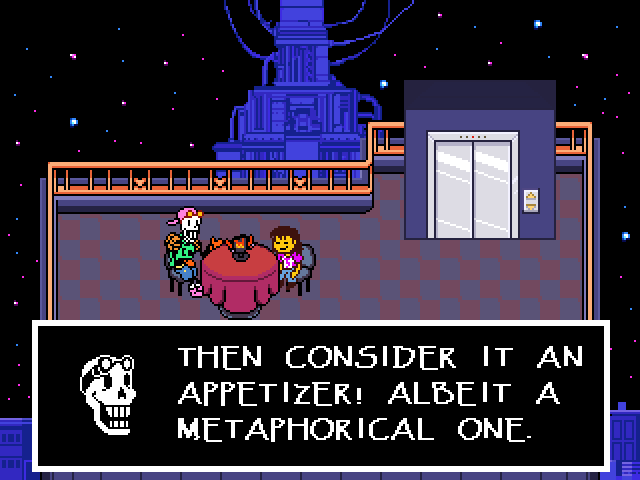 THEN CONSIDER IT AN
APPETIZER! ALBEIT A
METAPHORICAL ONE.